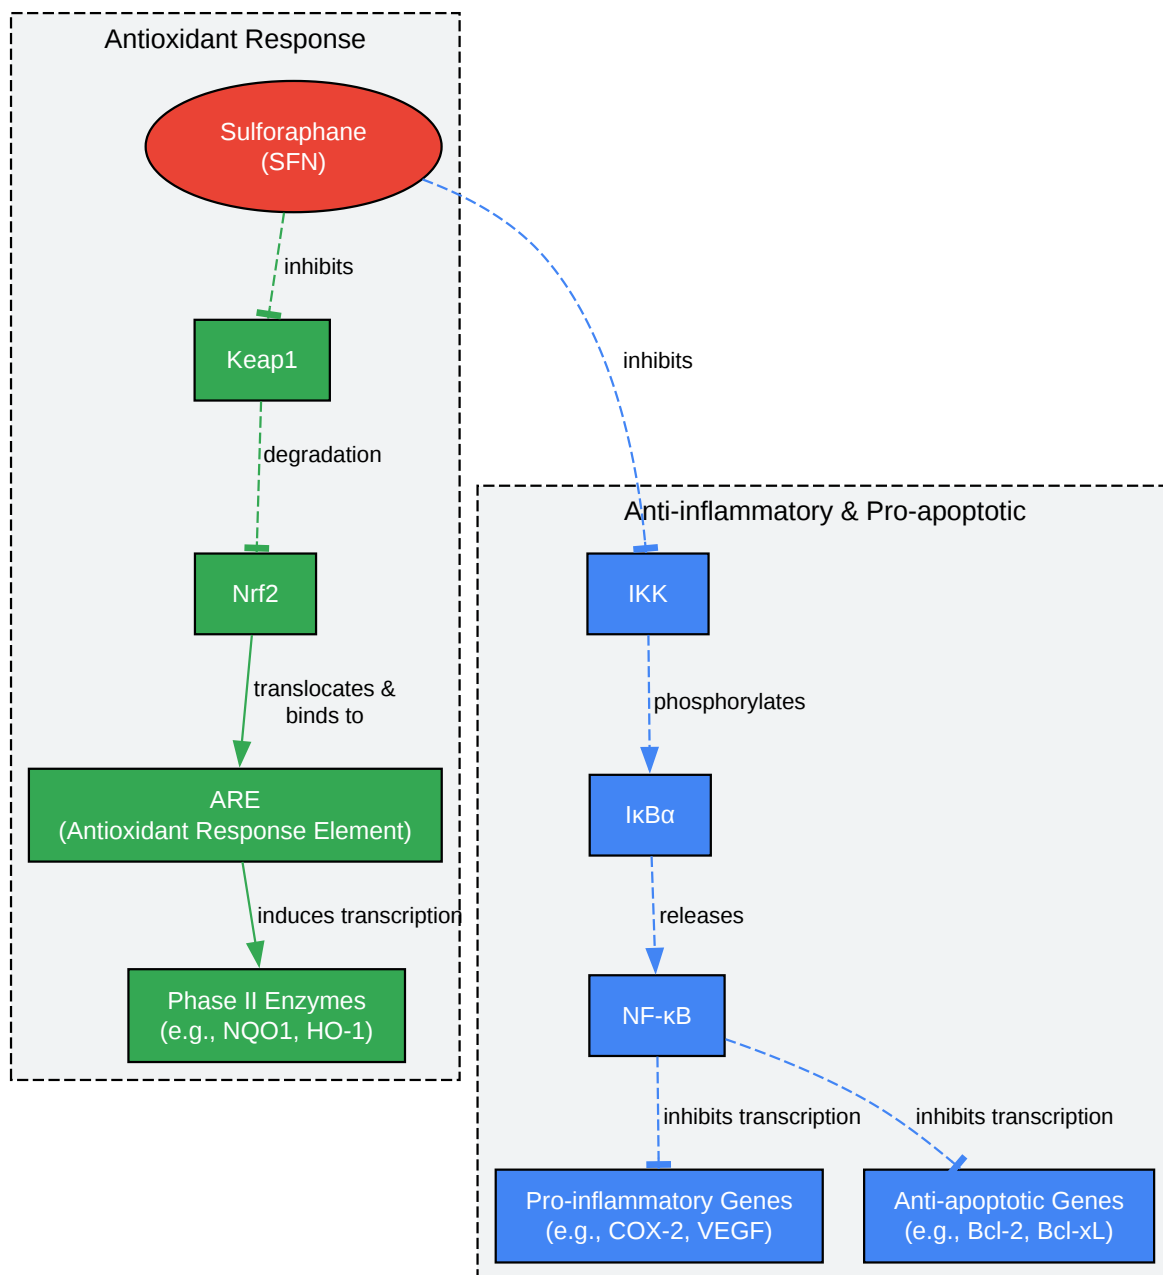 Antioxidant Response
Sulforaphane
(SFN)
inhibits
Keap1
degradation
Nrf2
translocates &
binds to
ARE
(Antioxidant Response Element)
induces transcription
Phase II Enzymes
(e.g., NQO1, HO-1)
inhibits
Anti-inflammatory & Pro-apoptotic
IKK
phosphorylates
IκBα
releases
NF-κB
inhibits transcription
inhibits transcription
Pro-inflammatory Genes
(e.g., COX-2, VEGF)
Anti-apoptotic Genes
(e.g., Bcl-2, Bcl-xL)